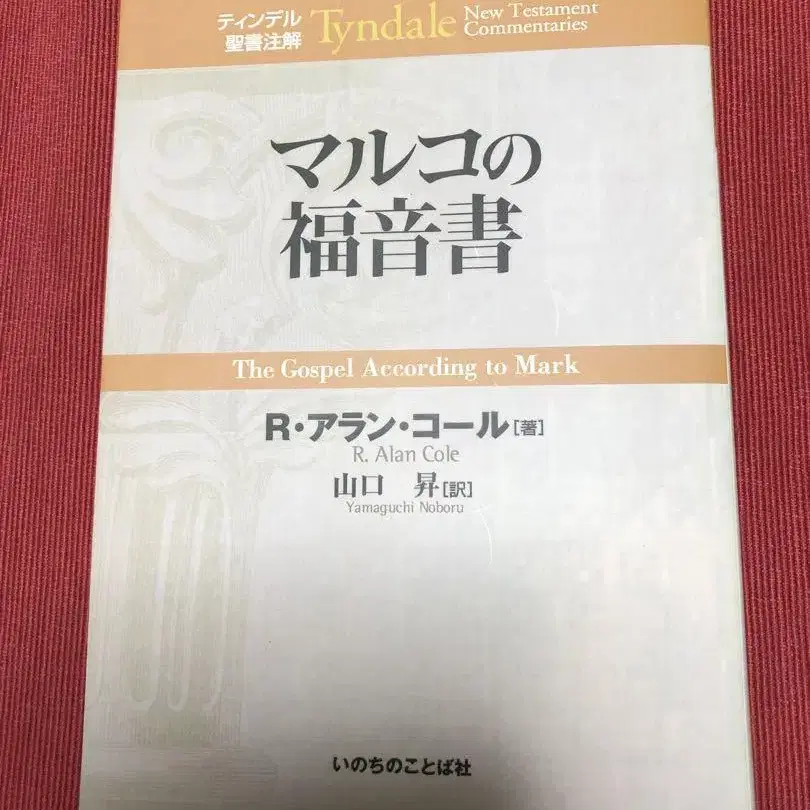 ティンデル
聖書注解
Tyndale
New Testament
Commentaries
マルコの
福音書
The Gospel According to Mark
R・アラン・コール[著]
R. Alan Cole
山口 昇[訳]
Yamaguchi Noboru
いのちのことば社